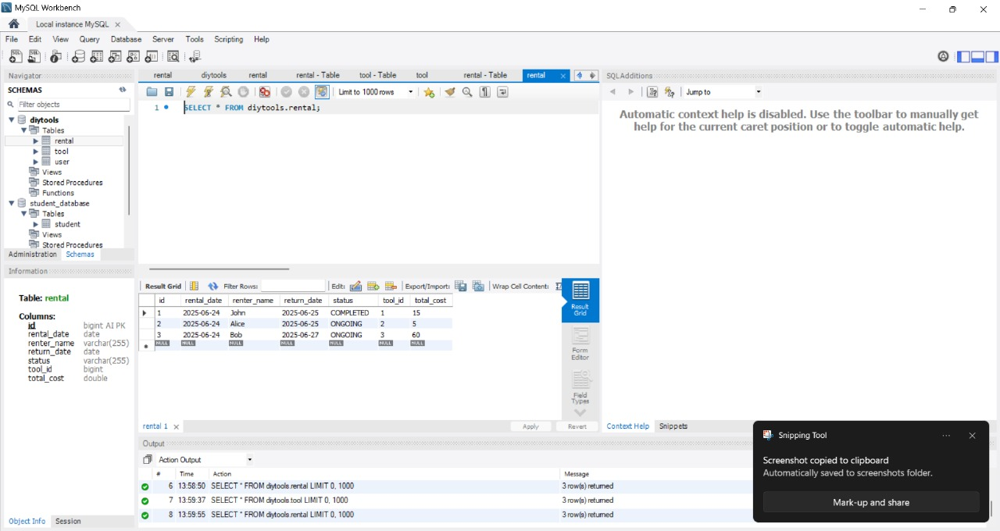 MySQL Workbench
Local instance MySQL
File Edit View Query Database Server Tools Scripting Help
Navigator
SCHEMAS
Filter objects
diytools
Tables
rental
tool
user
Views
Stored Procedures
Functions
student_database
Tables
student
Views
Stored Procedures
Administration Schemas
Information
Table: rental
Columns:
id bigint AI PK
rental_date date
renter_name varchar(255)
return_date date
status varchar(255)
tool_id bigint
total_cost double
Object Info Session
rental diytools rental rental - Table tool - Table tool rental - Table rental
Limit to 1000 rows
1 SELECT * FROM diytools.rental;
Result Grid Filter Rows: Edit: Export/Import: Wrap Cell Content:
id rental_date renter_name return_date status tool_id total_cost
1 2025-06-24 John 2025-06-25 COMPLETED 1 15
2 2025-06-24 Alice 2025-06-25 ONGOING 2 5
3 2025-06-24 Bob 2025-06-27 ONGOING 3 60
NULL NULL NULL NULL NULL NULL NULL
Result
Grid
Form
Editor
Field
Types
rental 1 Apply Revert
Output
Action Output
# Time Action Message
6 13:58:50 SELECT * FROM diytools.rental LIMIT 0, 1000 3 row(s) returned
7 13:59:37 SELECT * FROM diytools.tool LIMIT 0, 1000 3 row(s) returned
8 13:59:55 SELECT * FROM diytools.rental LIMIT 0, 1000 3 row(s) returned
SQLAdditions
Jump to
Automatic context help is disabled. Use the toolbar to manually get
help for the current caret position or to toggle automatic help.
Context Help Snippets
Snipping Tool
Screenshot copied to clipboard
Automatically saved to screenshots folder.
Mark-up and share